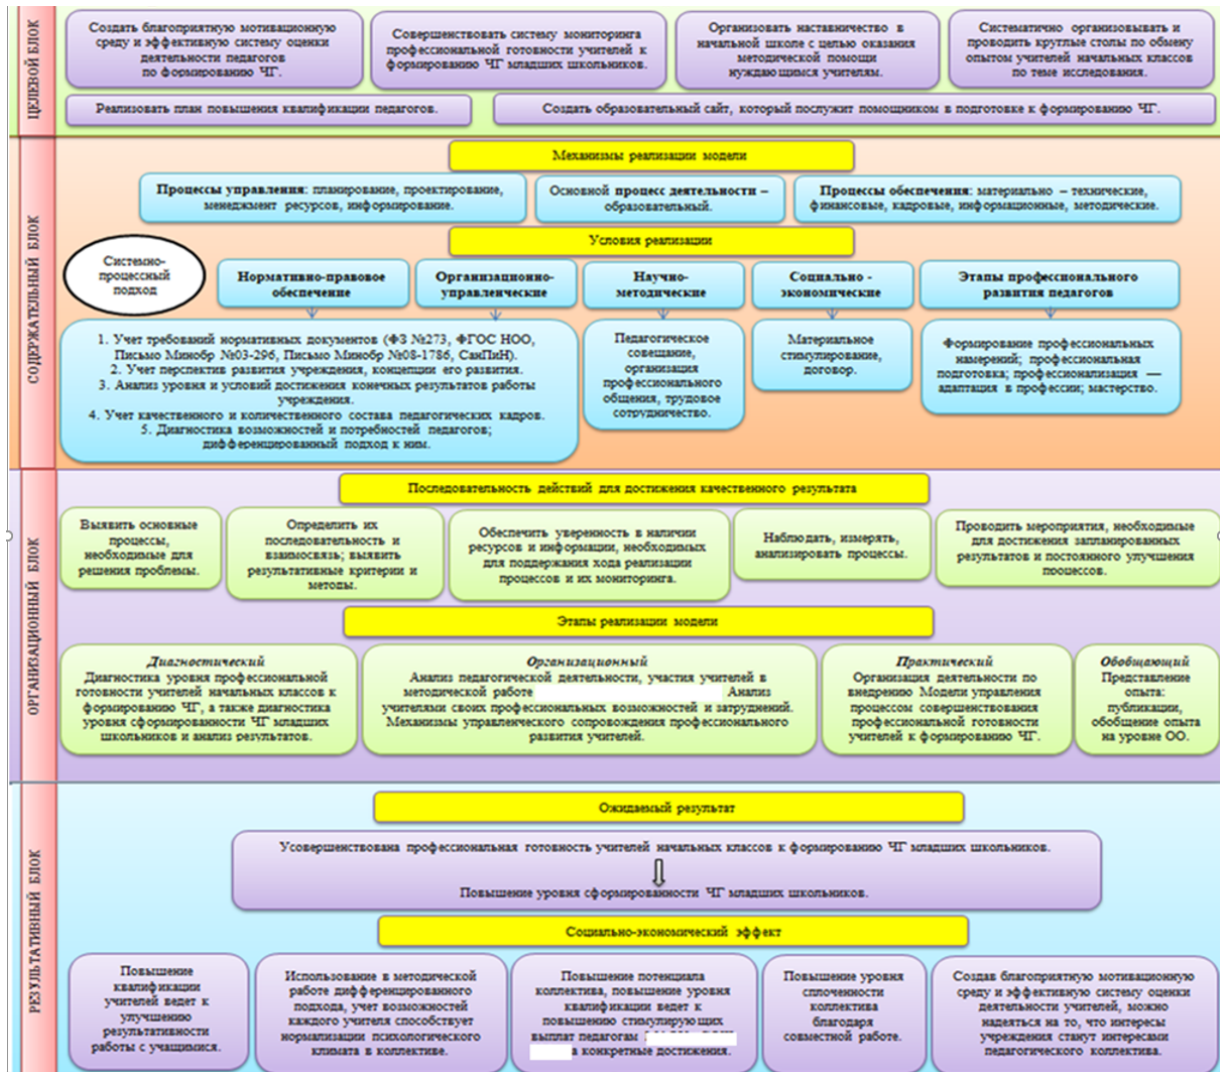 ЦЕЛЕВОЙ БЛОК
Создать благоприятную мотивационную
среду и эффективную систему оценки
деятельности педагогов
по формированию ЧГ.
Совершенствовать систему мониторинга
профессиональной готовности учителей к
формированию ЧГ младших школьников.
Организовать наставничество в
начальной школе с целью оказания
методической помощи
нуждающимся учителям.
Систематично организовывать и
проводить круглые столы по обмену
опытом учителей начальных классов
по теме исследования.
Реализовать план повышения квалификации педагогов.
Создать образовательный сайт, который послужит помощником в подготовке к формированию ЧГ.
СОДЕРЖАТЕЛЬНЫЙ БЛОК
Механизмы реализации модели
Процессы управления: планирование, проектирование,
менеджмент ресурсов, информирование.
Основной процесс деятельности –
образовательный.
Процессы обеспечения: материально – технические,
финансовые, кадровые, информационные, методические.
Условия реализации
Системно-
процессный
подход
Нормативно-правовое
обеспечение
Организационно-
управленческие
Научно-
методические
Социально -
экономические
Этапы профессионального
развития педагогов
1. Учет требований нормативных документов (ФЗ №273, ФГОС НОО,
Письмо Минобр №03-296, Письмо Минобр №08-1786, СанПиН).
2. Учет перспектив развития учреждения, концепции его развития.
3. Анализ уровня и условий достижения конечных результатов работы
учреждения.
4. Учет качественного и количественного состава педагогических кадров.
5. Диагностика возможностей и потребностей педагогов;
дифференцированный подход к ним.
Педагогическое
совещание,
организация
профессионального
общения, трудовое
сотрудничество.
Материальное
стимулирование,
договор.
Формирование профессиональных
намерений; профессиональная
подготовка; профессионализация —
адаптация в профессии; мастерство.
ОРГАНИЗАЦИОННЫЙ БЛОК
Последовательность действий для достижения качественного результата
Выявить основные
процессы,
необходимые для
решения проблемы.
Определить их
последовательность и
взаимосвязь; выявить
результативные критерии и
методы.
Обеспечить уверенность в наличии
ресурсов и информации, необходимых
для поддержания хода реализации
процессов и их мониторинга.
Наблюдать, измерять,
анализировать процессы.
Проводить мероприятия, необходимые
для достижения запланированных
результатов и постоянного улучшения
процессов.
Этапы реализации модели
Диагностический
Диагностика уровня профессиональной
готовности учителей начальных классов к
формированию ЧГ, а также диагностика
уровня сформированности ЧГ младших
школьников и анализ результатов.
Организационный
Анализ педагогической деятельности, участия учителей в
методической работе Анализ
учителями своих профессиональных возможностей и затруднений.
Механизмы управленческого сопровождения профессионального
развития учителей.
Практический
Организация деятельности по
внедрению Модели управления
процессом совершенствования
профессиональной готовности
учителей к формированию ЧГ.
Обобщающий
Представление
опыта:
публикации,
обобщение опыта
на уровне ОО.
РЕЗУЛЬТАТИВНЫЙ БЛОК
Ожидаемый результат
Усовершенствована профессиональная готовность учителей начальных классов к формированию ЧГ младших школьников.
Повышение уровня сформированности ЧГ младших школьников.
Социально-экономический эффект
Повышение
квалификации
учителей ведет к
улучшению
результативности
работы с учащимися.
Использование в методической
работе дифференцированного
подхода, учет возможностей
каждого учителя способствует
нормализации психологического
климата в коллективе.
Повышение потенциала
коллектива, повышение уровня
квалификации ведет к
повышению стимулирующих
выплат педагогам
а конкретные достижения.
Повышение уровня
сплоченности
коллектива
благодаря
совместной работе.
Создав благоприятную мотивационную
среду и эффективную систему оценки
деятельности учителей, можно
надеяться на то, что интересы
учреждения станут интересами
педагогического коллектива.